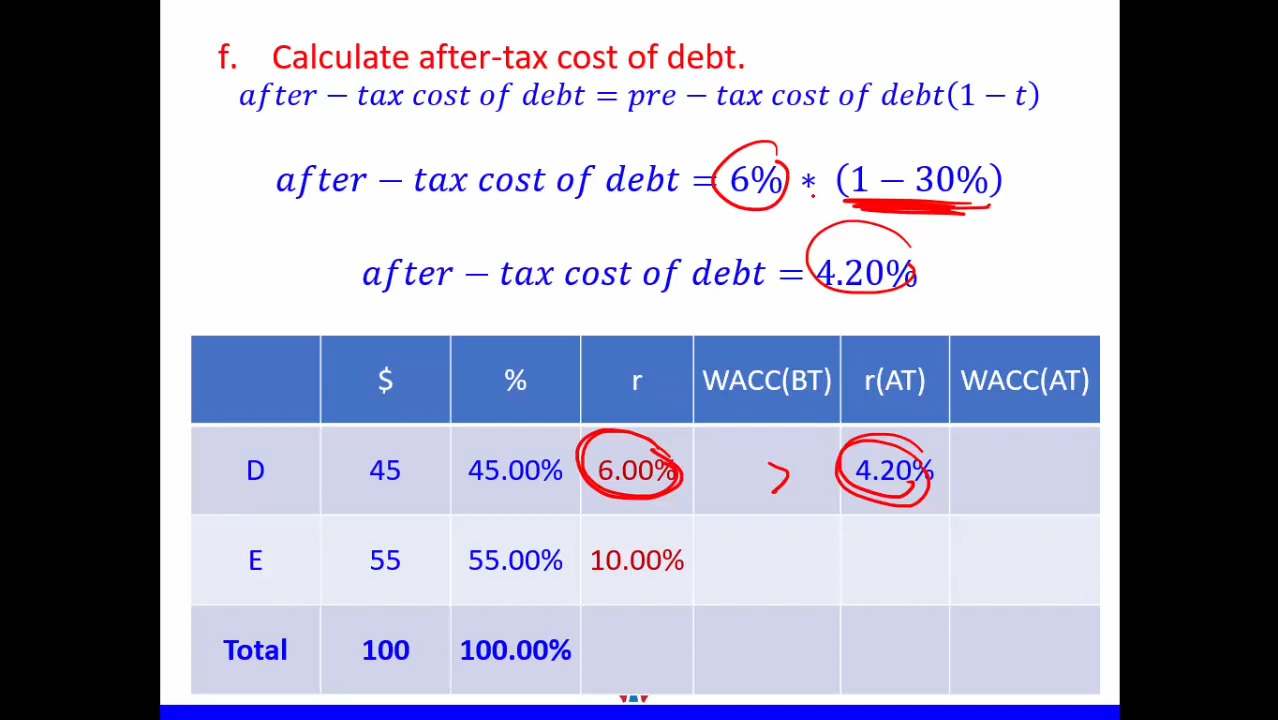 f. Calculate after-tax cost of debt.
after − tax cost of debt = pre − tax cost of debt(1 − t)
after − tax cost of debt = 6% * (1 − 30%)
after − tax cost of debt = 4.20%
$ % r WACC(BT) r(AT) WACC(AT)
D 45 45.00% 6.00% > 4.20%
E 55 55.00% 10.00%
Total 100 100.00%